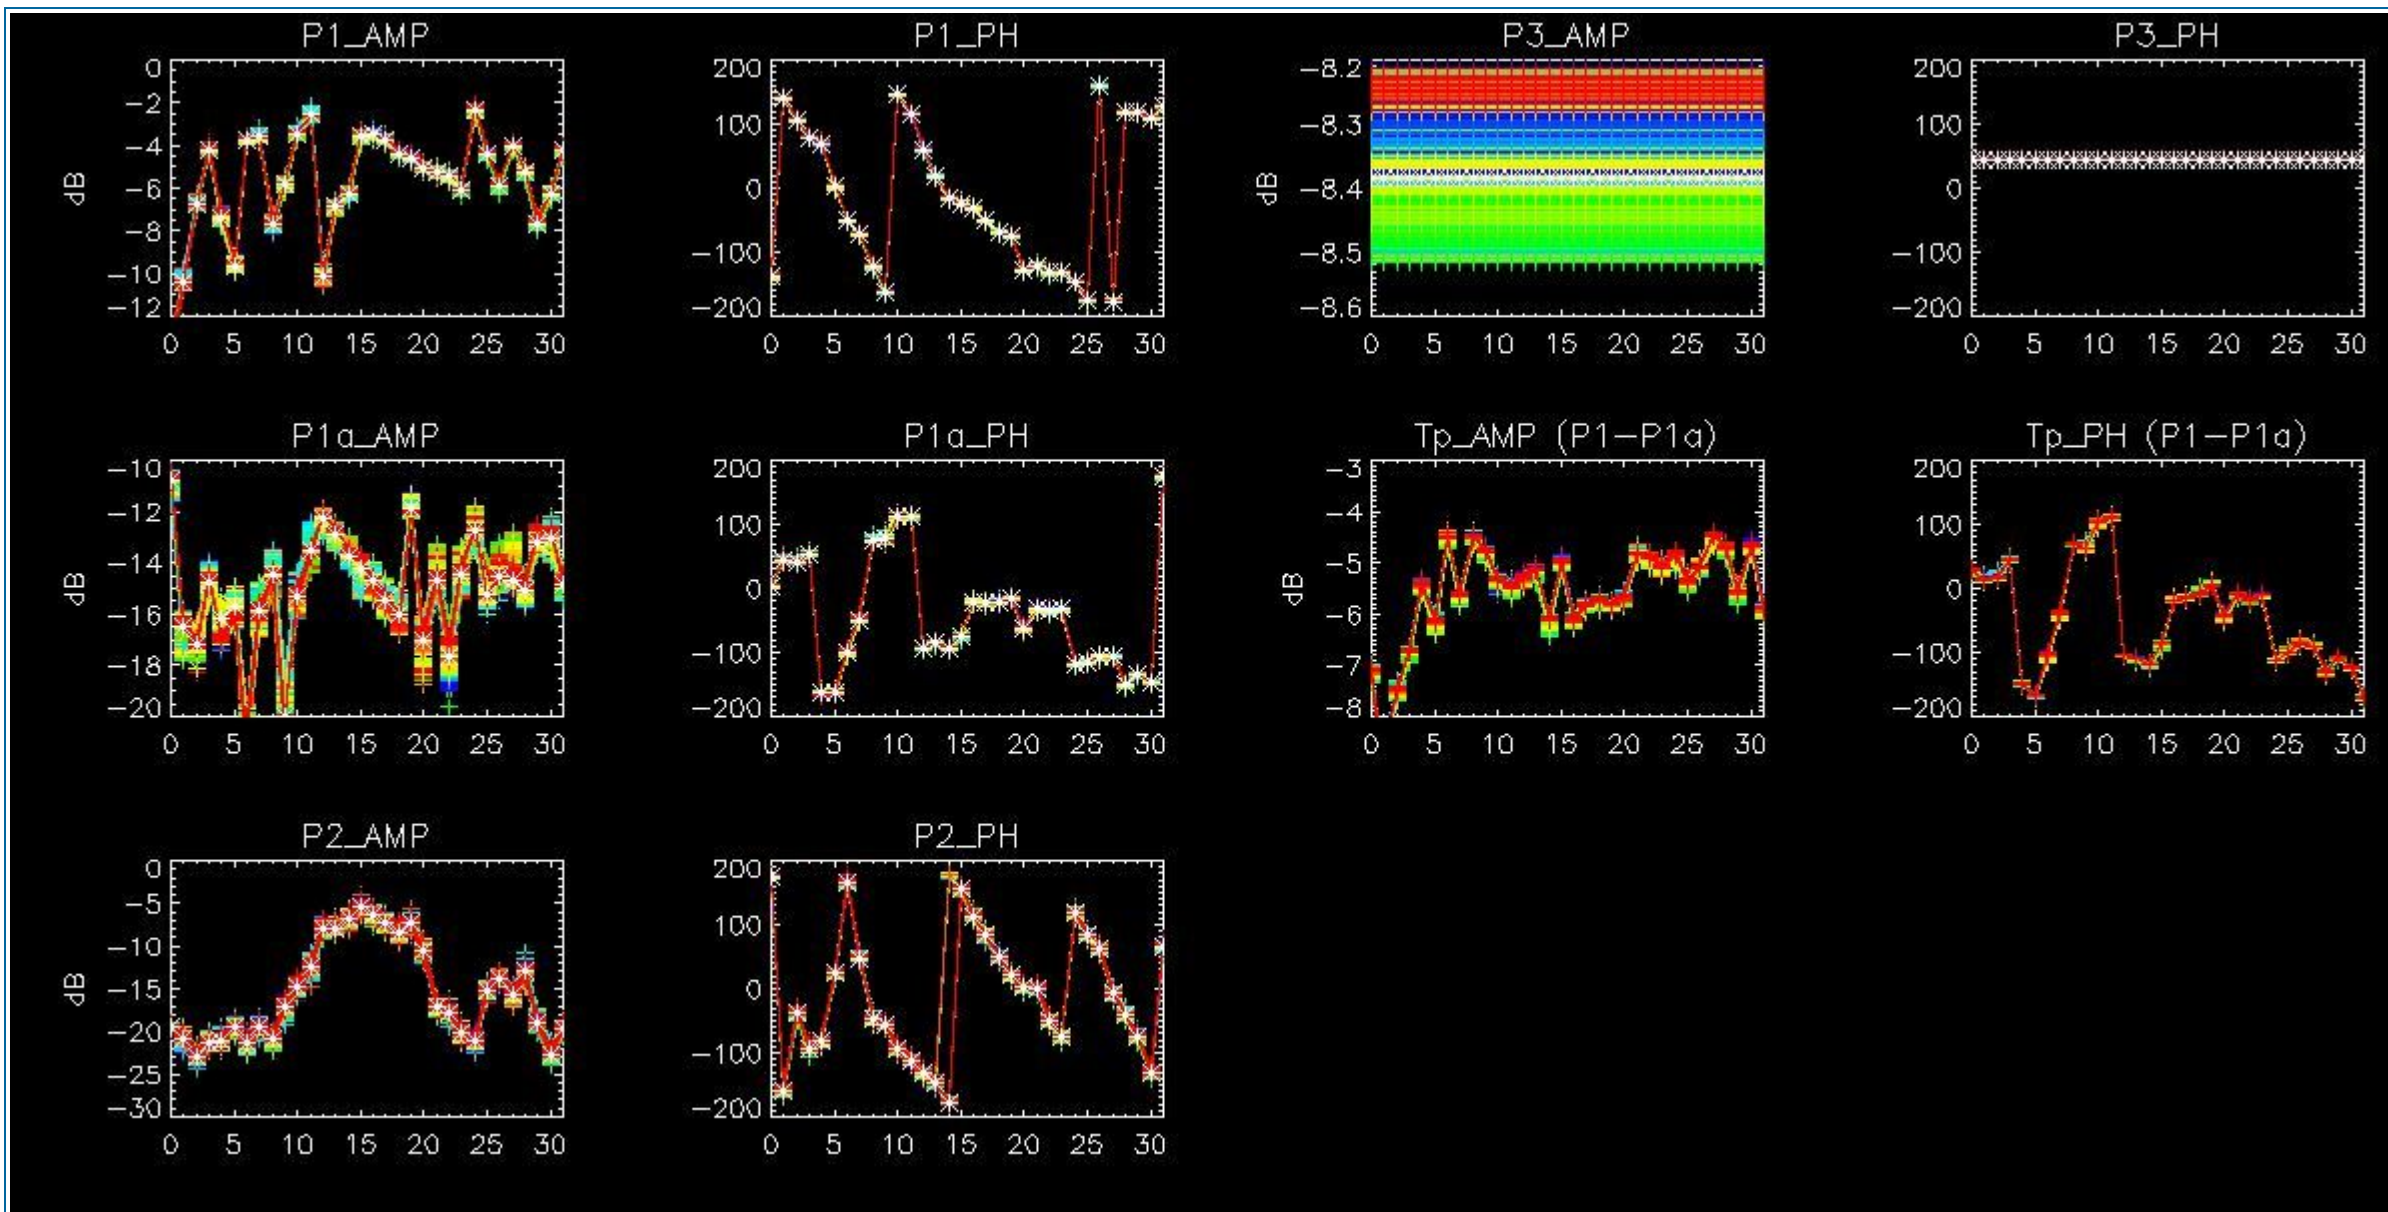 P1_AMP P1_PH P3_AMP P3_PH
0 200 -8.2 200
-2 100 -8.3 100
-4 0 -8.4 0
-6 -100 -8.5 -100
-8 -200 -8.6 -200
-10
-12
dB dB
0 5 10 15 20 25 30 0 5 10 15 20 25 30 0 5 10 15 20 25 30 0 5 10 15 20 25 30
P1a_AMP P1a_PH Tp_AMP (P1-P1a) Tp_PH (P1-P1a)
-10 200 -3 200
-12 100 -4 100
-14 0 -5 0
-16 -100 -6 -100
-18 -200 -7 -200
-20 -8
dB dB
0 5 10 15 20 25 30 0 5 10 15 20 25 30 0 5 10 15 20 25 30 0 5 10 15 20 25 30
P2_AMP P2_PH
0 200
-5 100
-10 0
-15 -100
-20 -200
-25
-30
dB
0 5 10 15 20 25 30 0 5 10 15 20 25 30